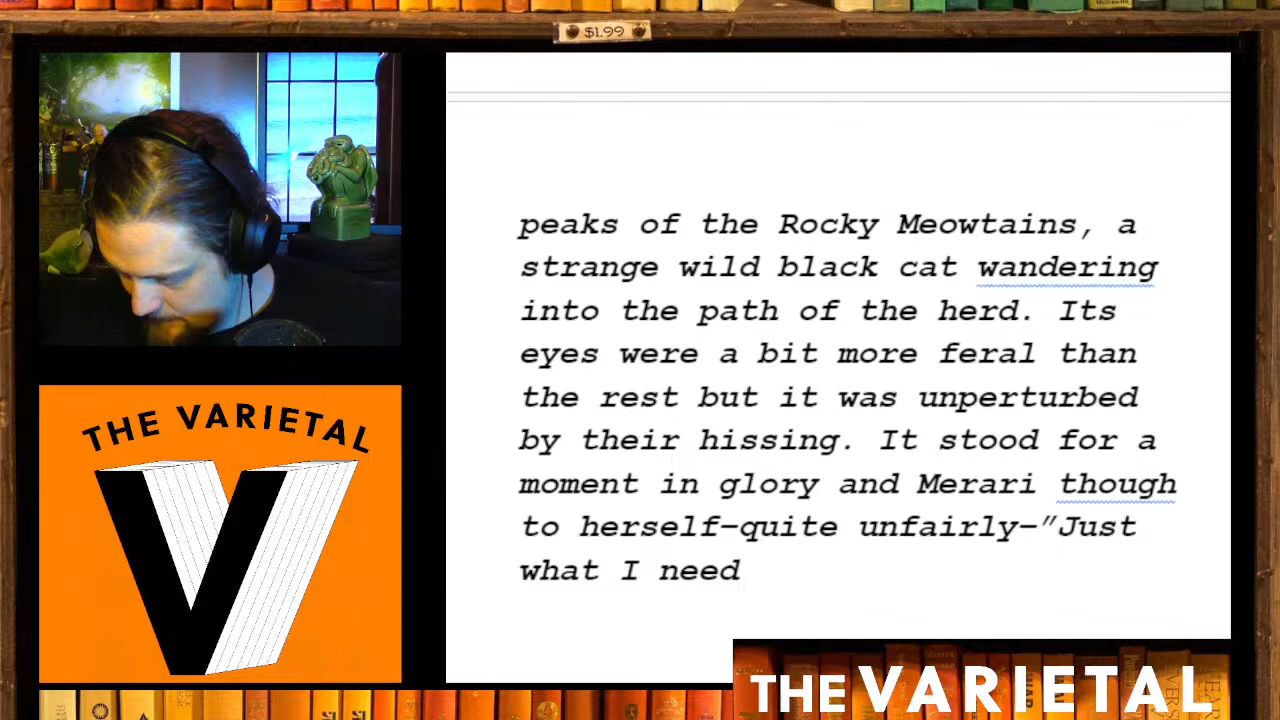 $1.99
peaks of the Rocky Meowtains, a
strange wild black cat wandering
into the path of the herd. Its
eyes were a bit more feral than
the rest but it was unperturbed
by their hissing. It stood for a
moment in glory and Merari though
to herself-quite unfairly-"Just
what I need
THE VARIETAL
V
THE VARIETAL